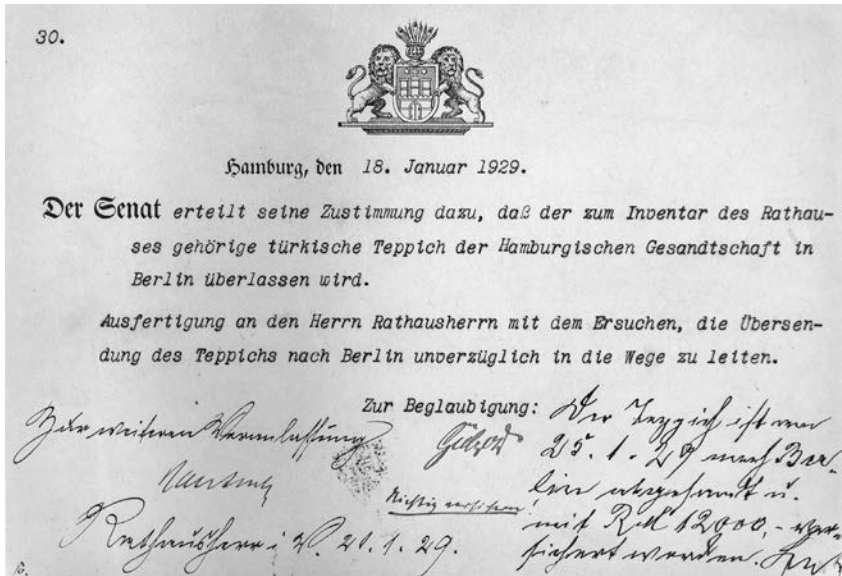 30.
Hamburg, den 18. Januar 1929.
Der Senat erteilt seine Zustimmung dazu, daß der zum Inventar des Rathau-
ses gehörige türkische Teppich der Hamburgischen Gesandtschaft in
Berlin überlassen wird.
Ausfertigung an den Herrn Rathausherrn mit dem Ersuchen, die Übersen-
dung des Teppichs nach Berlin unverzüglich in die Wege zu leiten.
Zur Beglaubigung:
Zur weiteren Veranlassung
Richtig versichern!
Rathausherr i. V. 21.1.29.
Der Teppich ist am
25.1.29 nach Ber-
lin abgesandt u.
mit RM 12000,- ver-
sichert worden.